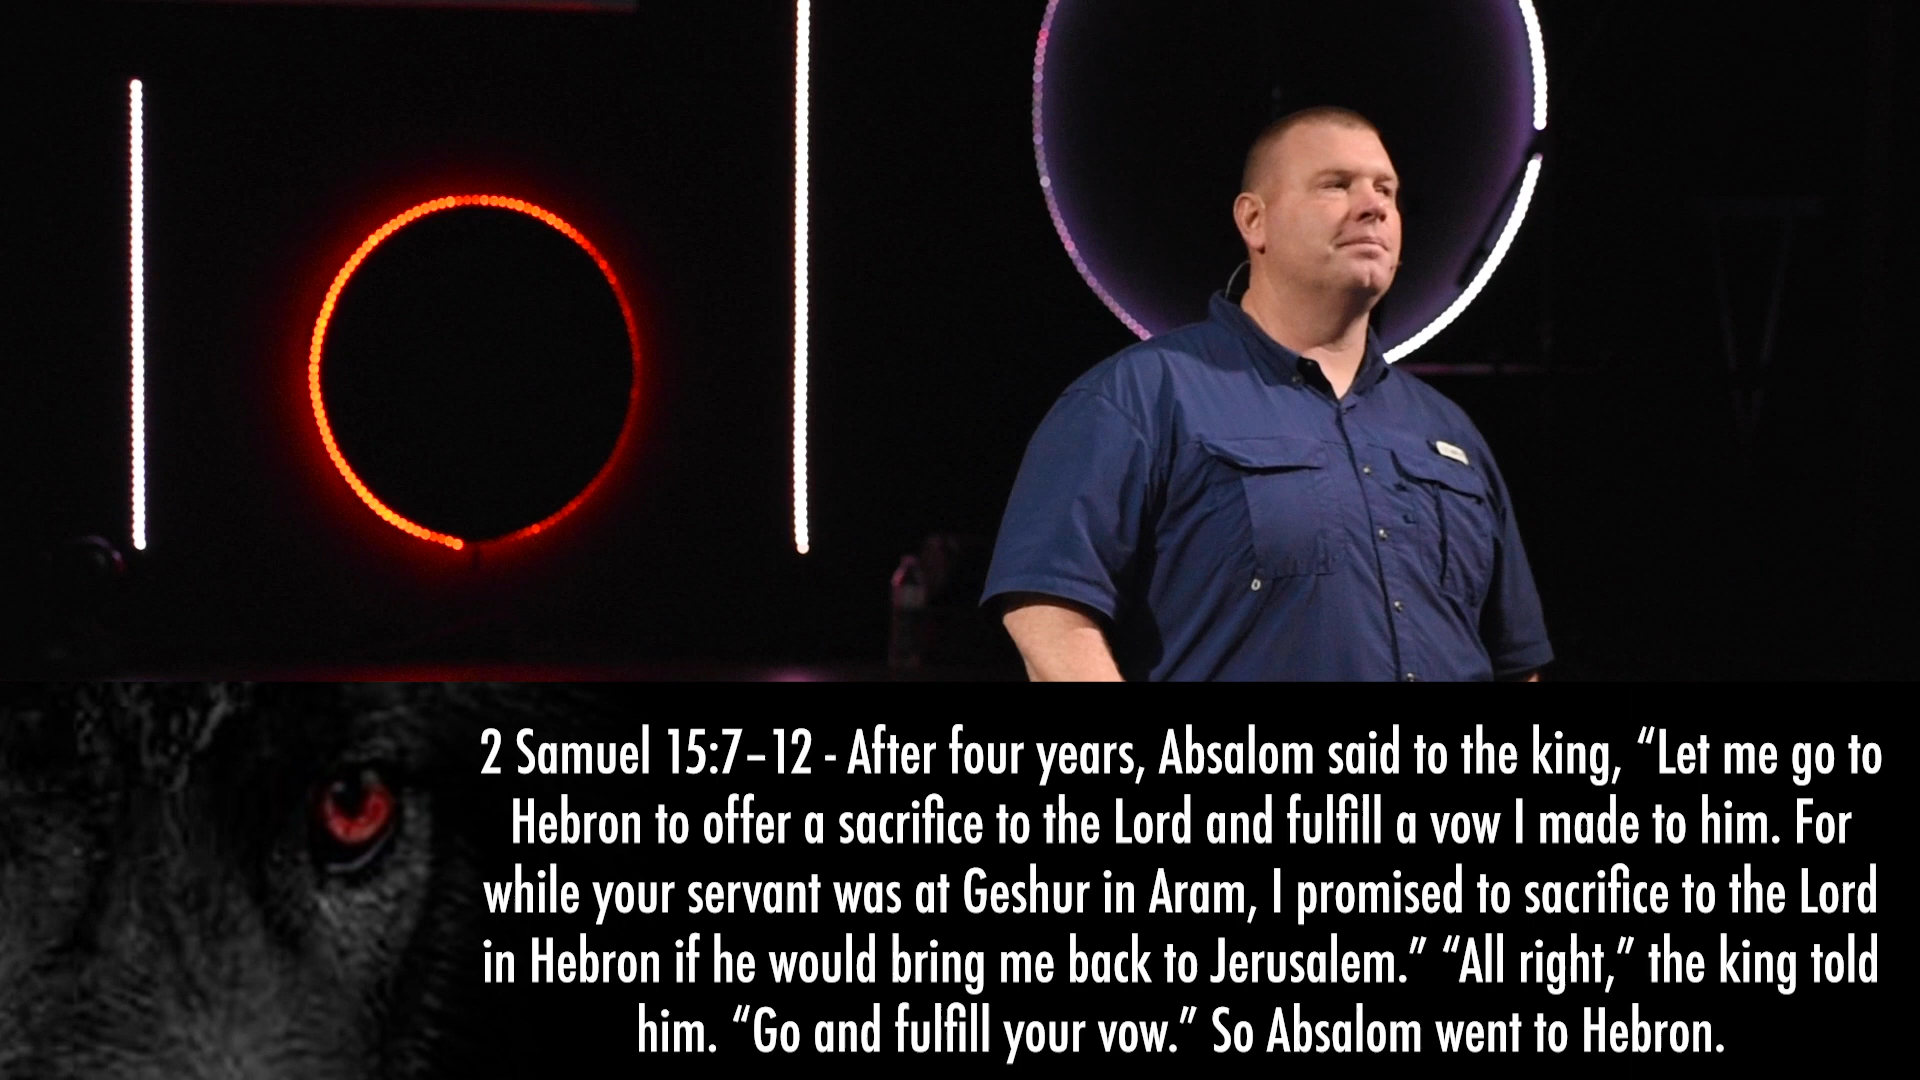 2 Samuel 15:7–12 - After four years, Absalom said to the king, “Let me go to
Hebron to offer a sacrifice to the Lord and fulfill a vow I made to him. For
while your servant was at Geshur in Aram, I promised to sacrifice to the Lord
in Hebron if he would bring me back to Jerusalem.” “All right,” the king told
him. “Go and fulfill your vow.” So Absalom went to Hebron.